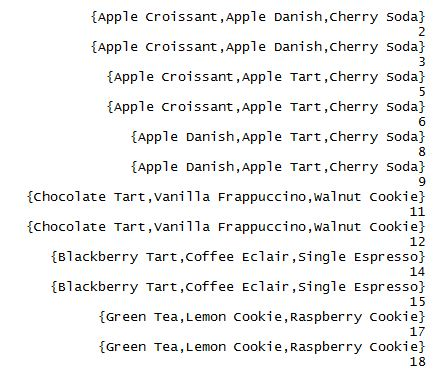 {Apple Croissant,Apple Danish,Cherry Soda}
2
{Apple Croissant,Apple Danish,Cherry Soda}
3
{Apple Croissant,Apple Tart,Cherry Soda}
5
{Apple Croissant,Apple Tart,Cherry Soda}
6
{Apple Danish,Apple Tart,Cherry Soda}
8
{Apple Danish,Apple Tart,Cherry Soda}
9
{Chocolate Tart,Vanilla Frappuccino,Walnut Cookie}
11
{Chocolate Tart,Vanilla Frappuccino,Walnut Cookie}
12
{Blackberry Tart,Coffee Eclair,Single Espresso}
14
{Blackberry Tart,Coffee Eclair,Single Espresso}
15
{Green Tea,Lemon Cookie,Raspberry Cookie}
17
{Green Tea,Lemon Cookie,Raspberry Cookie}
18